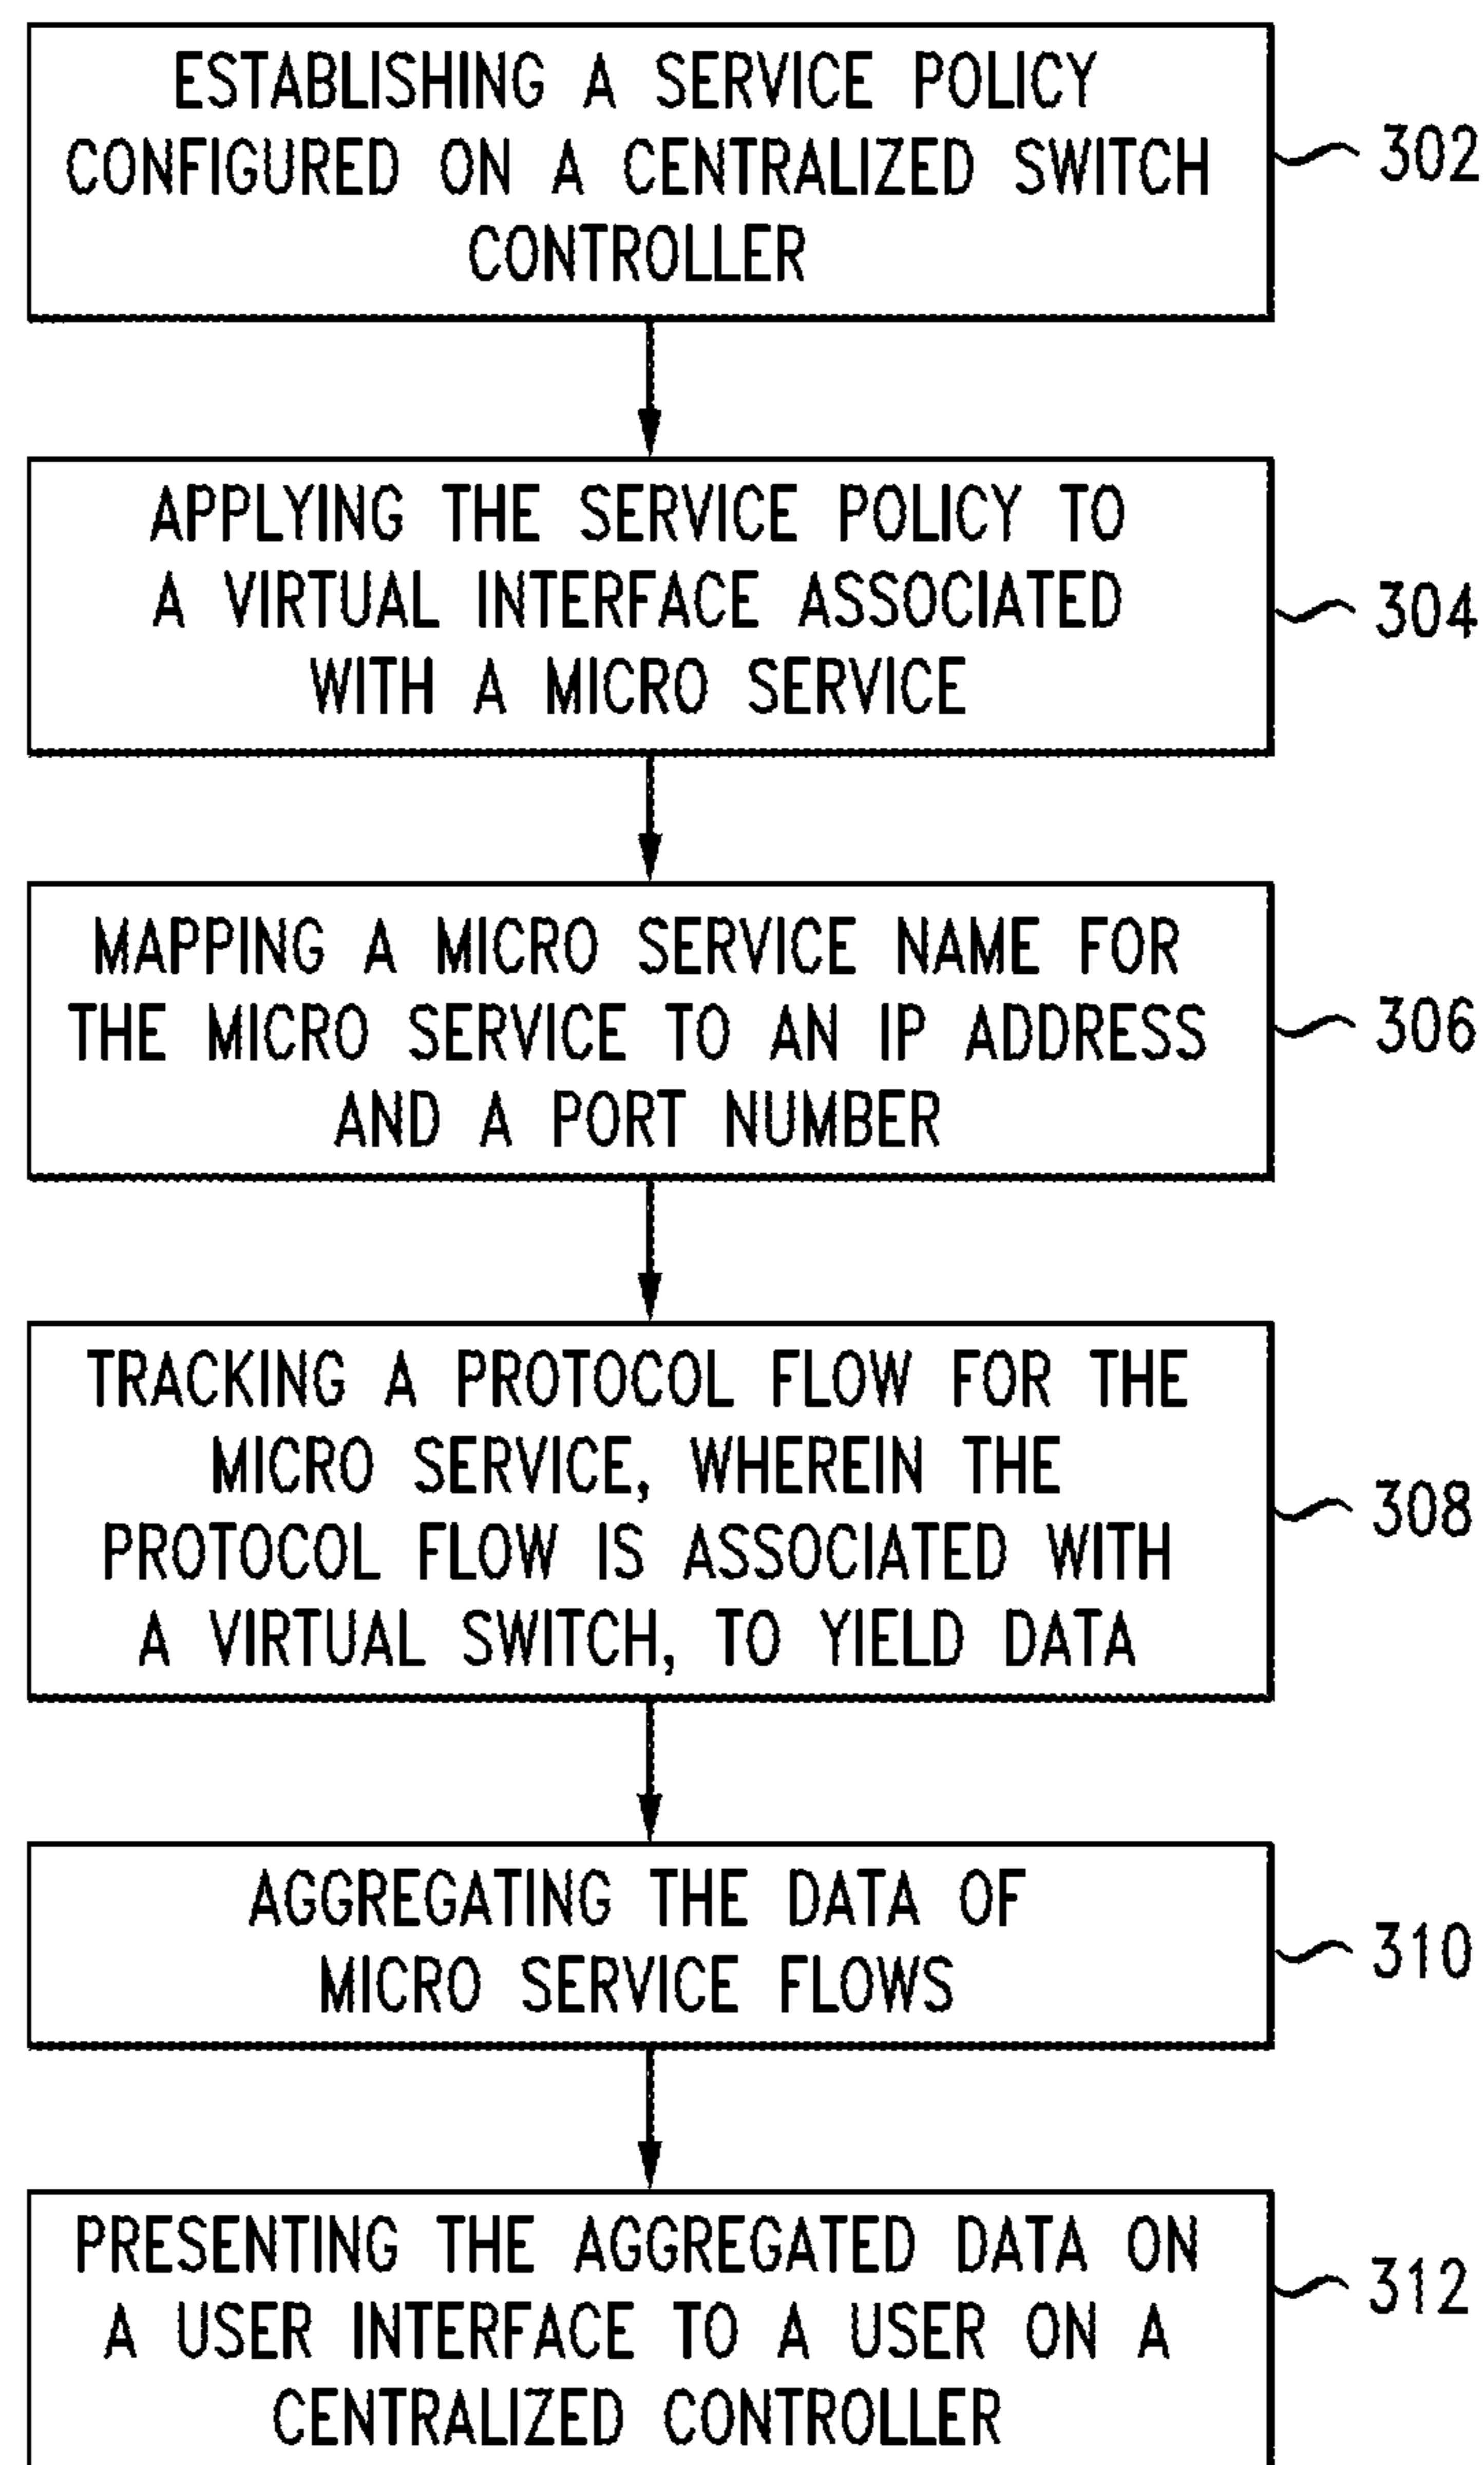 ESTABLISHING A SERVICE POLICY
CONFIGURED ON A CENTRALIZED SWITCH
CONTROLLER
302
APPLYING THE SERVICE POLICY TO
A VIRTUAL INTERFACE ASSOCIATED
WITH A MICRO SERVICE
304
MAPPING A MICRO SERVICE NAME FOR
THE MICRO SERVICE TO AN IP ADDRESS
AND A PORT NUMBER
306
TRACKING A PROTOCOL FLOW FOR THE
MICRO SERVICE, WHEREIN THE
PROTOCOL FLOW IS ASSOCIATED WITH
A VIRTUAL SWITCH, TO YIELD DATA
308
AGGREGATING THE DATA OF
MICRO SERVICE FLOWS
310
PRESENTING THE AGGREGATED DATA ON
A USER INTERFACE TO A USER ON A
CENTRALIZED CONTROLLER
312